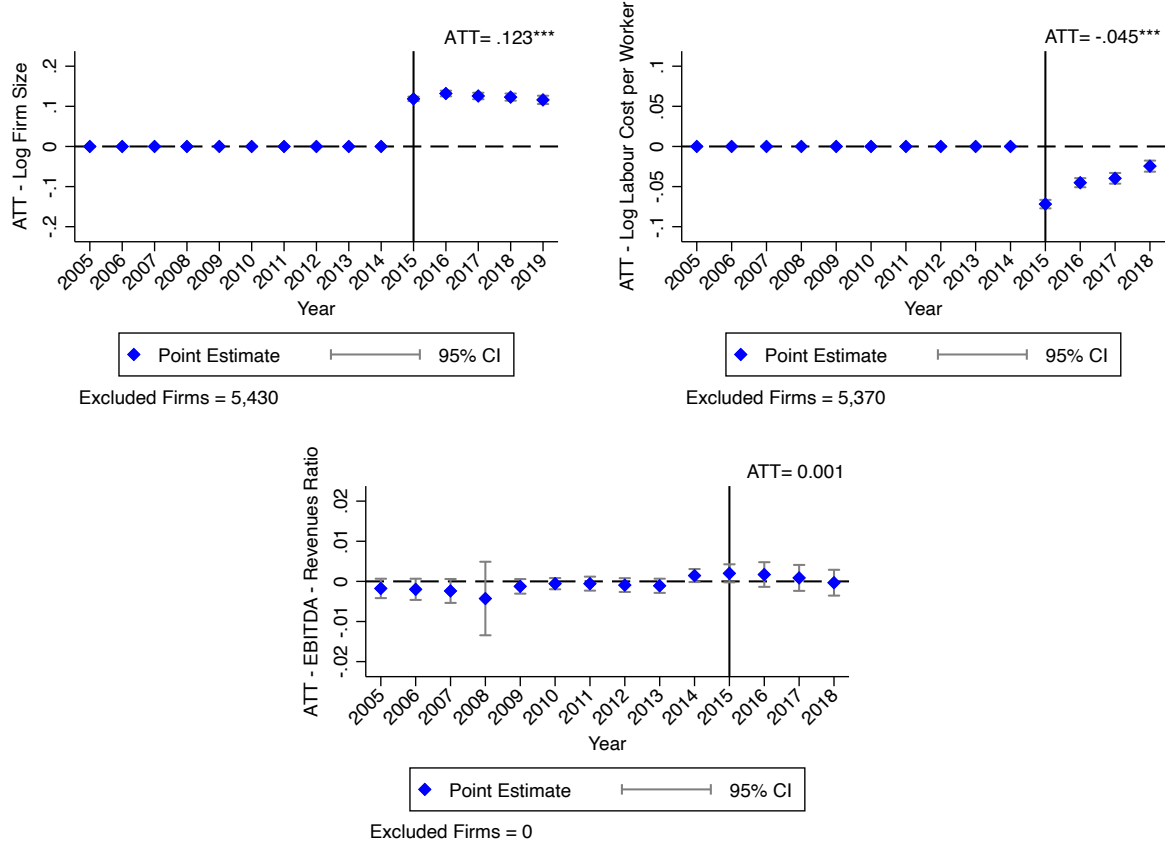 ATT= .123***
ATT - Log Firm Size
.2
.1
0
-.1
-.2
2005 2006 2007 2008 2009 2010 2011 2012 2013 2014 2015 2016 2017 2018 2019
Year
Point Estimate 95% CI
Excluded Firms = 5,430
ATT= -.045***
ATT - Log Labour Cost per Worker
.1
.05
0
-.05
-.1
2005 2006 2007 2008 2009 2010 2011 2012 2013 2014 2015 2016 2017 2018
Year
Point Estimate 95% CI
Excluded Firms = 5,370
ATT= 0.001
ATT - EBITDA - Revenues Ratio
.02
.01
0
-.01
-.02
2005 2006 2007 2008 2009 2010 2011 2012 2013 2014 2015 2016 2017 2018
Year
Point Estimate 95% CI
Excluded Firms = 0